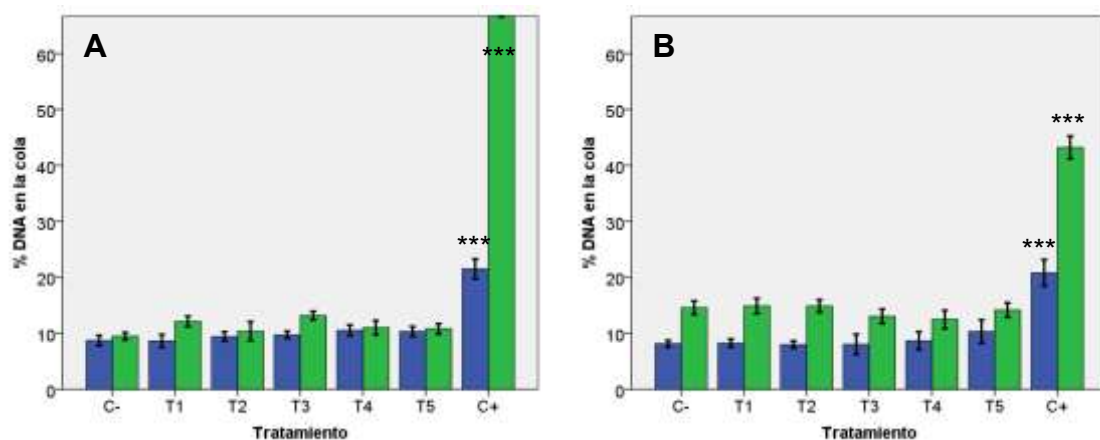 A
% DNA en la cola
60
50
40
30
20
10
0
***
***
C- T1 T2 T3 T4 T5 C+
Tratamiento
B
% DNA en la cola
60
50
40
30
20
10
0
***
***
C- T1 T2 T3 T4 T5 C+
Tratamiento